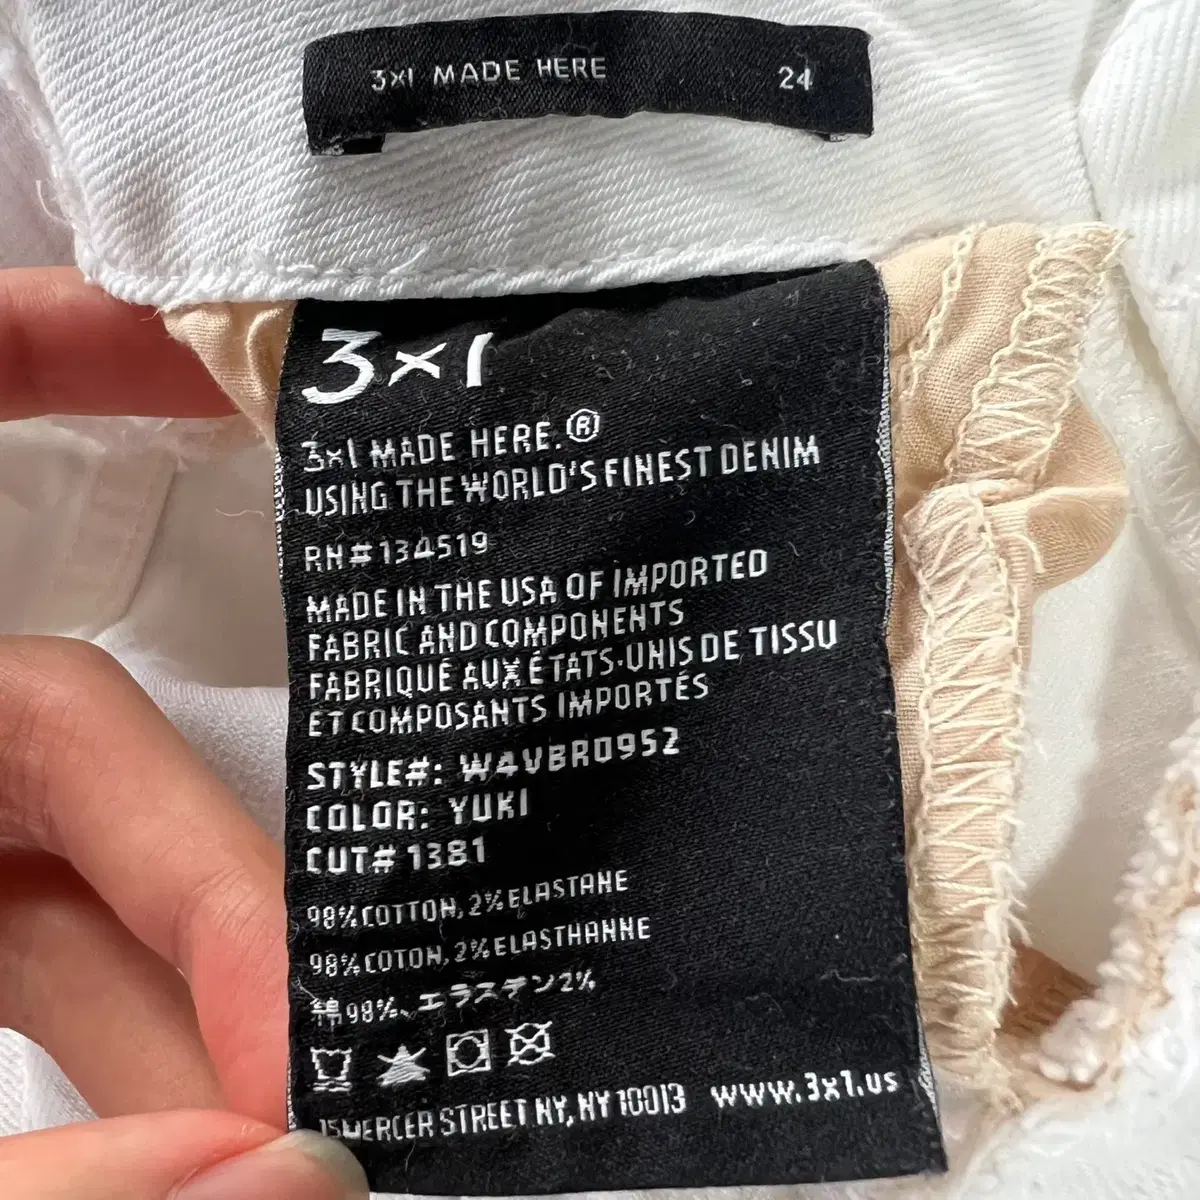 3x1 MADE HERE 24
3x1
3x1 MADE HERE.®
USING THE WORLD'S FINEST DENIM
RN#134519
MADE IN THE USA OF IMPORTED
FABRIC AND COMPONENTS
FABRIQUÉ AUX ÉTATS-UNIS DE TISSU
ET COMPOSANTS IMPORTÉS
STYLE#: W4VBR0952
COLOR: YUKI
CUT# 1381
98% COTTON, 2% ELASTANE
98% COTON, 2% ELASTHANNE
綿98%、エラステン2%
15 MERCER STREET NY, NY 10013 www.3x1.us